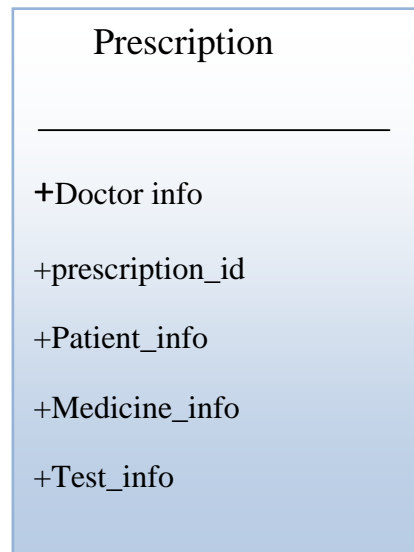 Prescription
+Doctor info
+prescription_id
+Patient_info
+Medicine_info
+Test_info